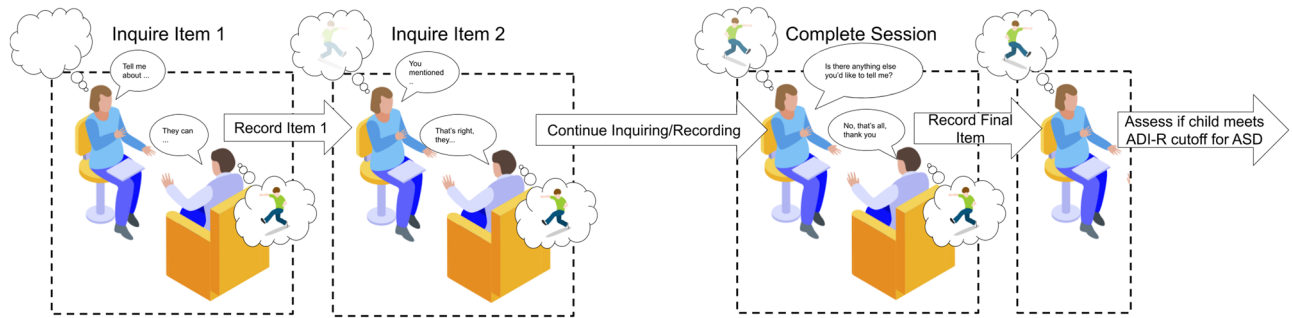 Inquire Item 1
Tell me
about ...
They can
...
Record Item 1
Inquire Item 2
You
mentioned
..
That's right,
they...
Continue Inquiring/Recording
Complete Session
Is there anything else
you'd like to tell me?
No, that's all,
thank you
Record Final
Item
Assess if child meets
ADI-R cutoff for ASD